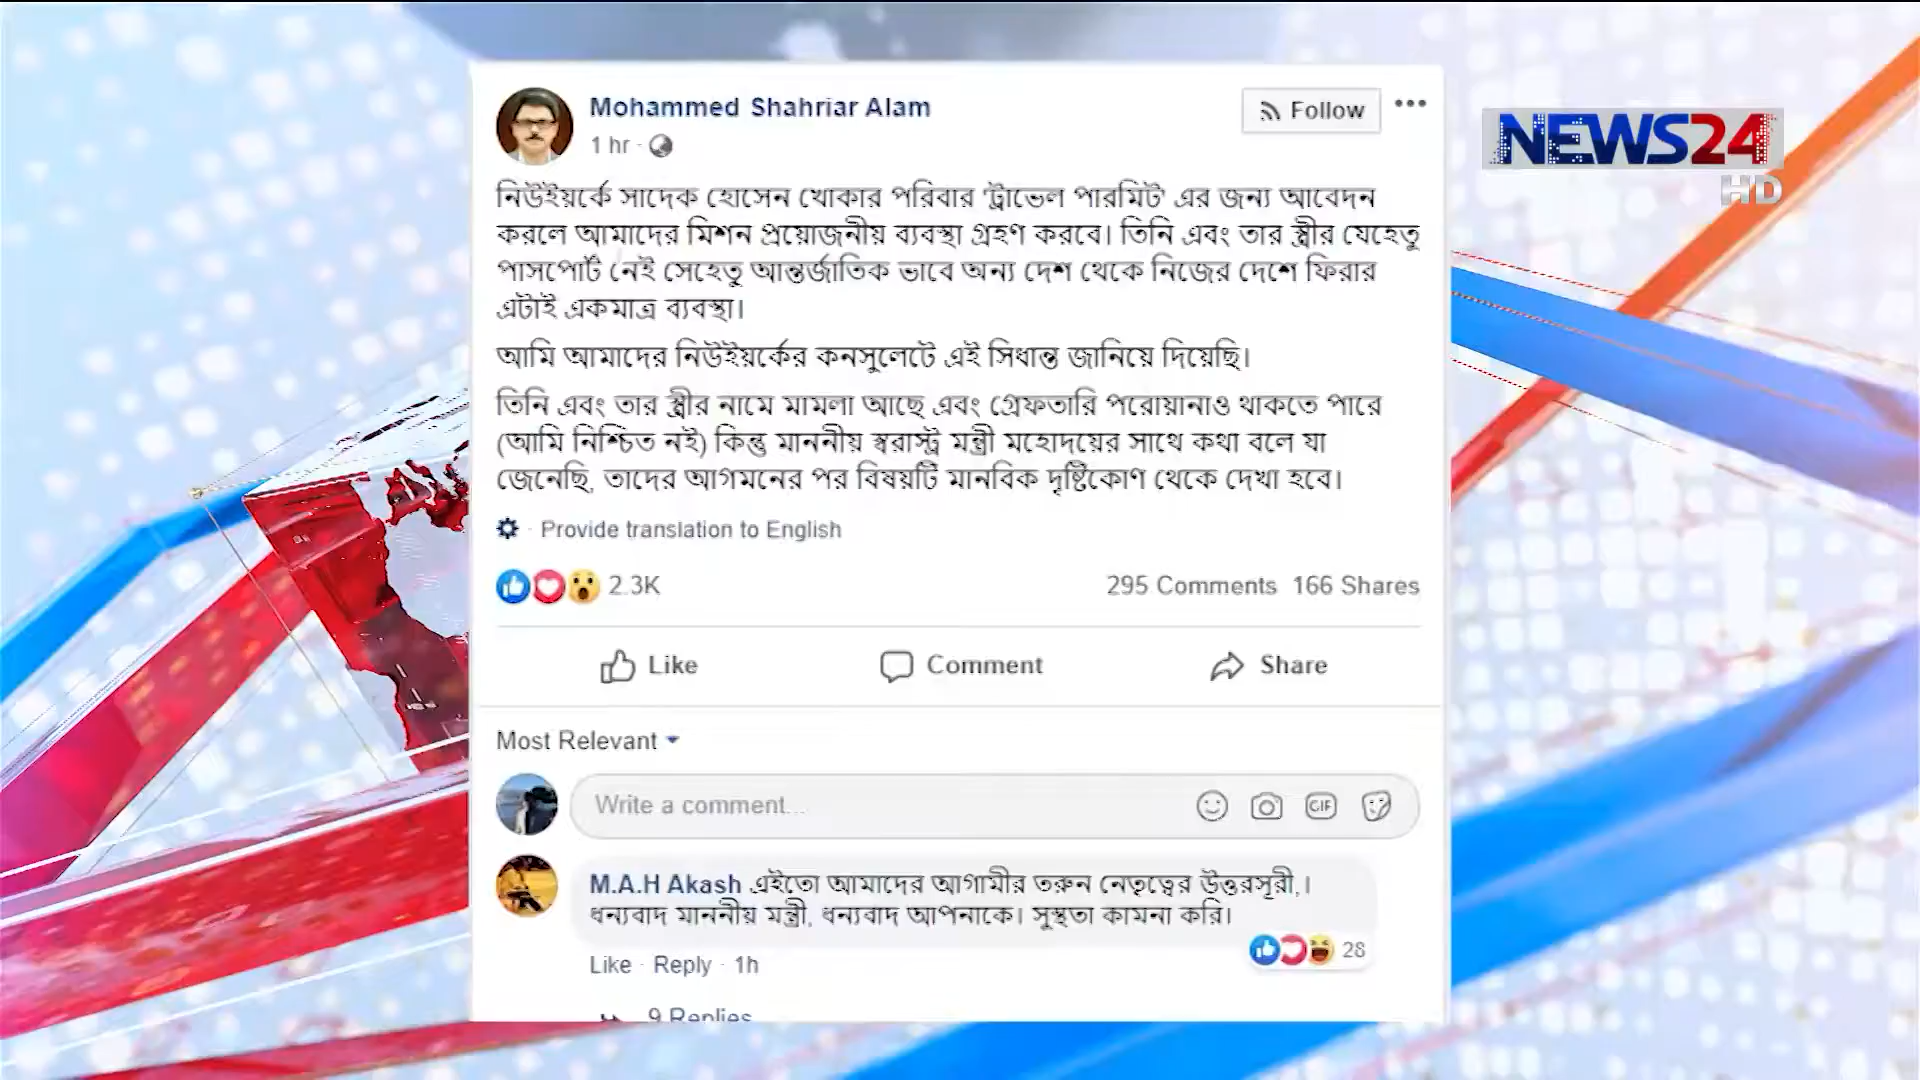 Mohammed Shahriar Alam
Follow
1 hr
NEWS24
HD
নিউইয়র্কে সাদেক হোসেন খোকার পরিবার 'ট্রাভেল পারমিট' এর জন্য আবেদন
করলে আমাদের মিশন প্রয়োজনীয় ব্যবস্থা গ্রহণ করবে। তিনি এবং তার স্ত্রীর যেহেতু
পাসপোর্ট নেই সেহেতু আন্তর্জাতিক ভাবে অন্য দেশ থেকে নিজের দেশে ফিরার
এটাই একমাত্র ব্যবস্থা।
আমি আমাদের নিউইয়র্কের কনসুলেটে এই সিধান্ত জানিয়ে দিয়েছি।
তিনি এবং তার স্ত্রীর নামে মামলা আছে এবং গ্রেফতারি পরোয়ানাও থাকতে পারে
(আমি নিশ্চিত নই) কিন্তু মাননীয় স্বরাস্ট্র মন্ত্রী মহোদয়ের সাথে কথা বলে যা
জেনেছি, তাদের আগমনের পর বিষয়টি মানবিক দৃষ্টিকোণ থেকে দেখা হবে।
Provide translation to English
2.3K
295 Comments 166 Shares
Like Comment Share
Most Relevant
Write a comment...
GIF
M.A.H Akash এইতো আমাদের আগামীর তরুন নেতৃত্বের উত্তরসূরী,।
ধন্যবাদ মাননীয় মন্ত্রী, ধন্যবাদ আপনাকে। সুস্থতা কামনা করি।
28
Like · Reply · 1h
9 Replies